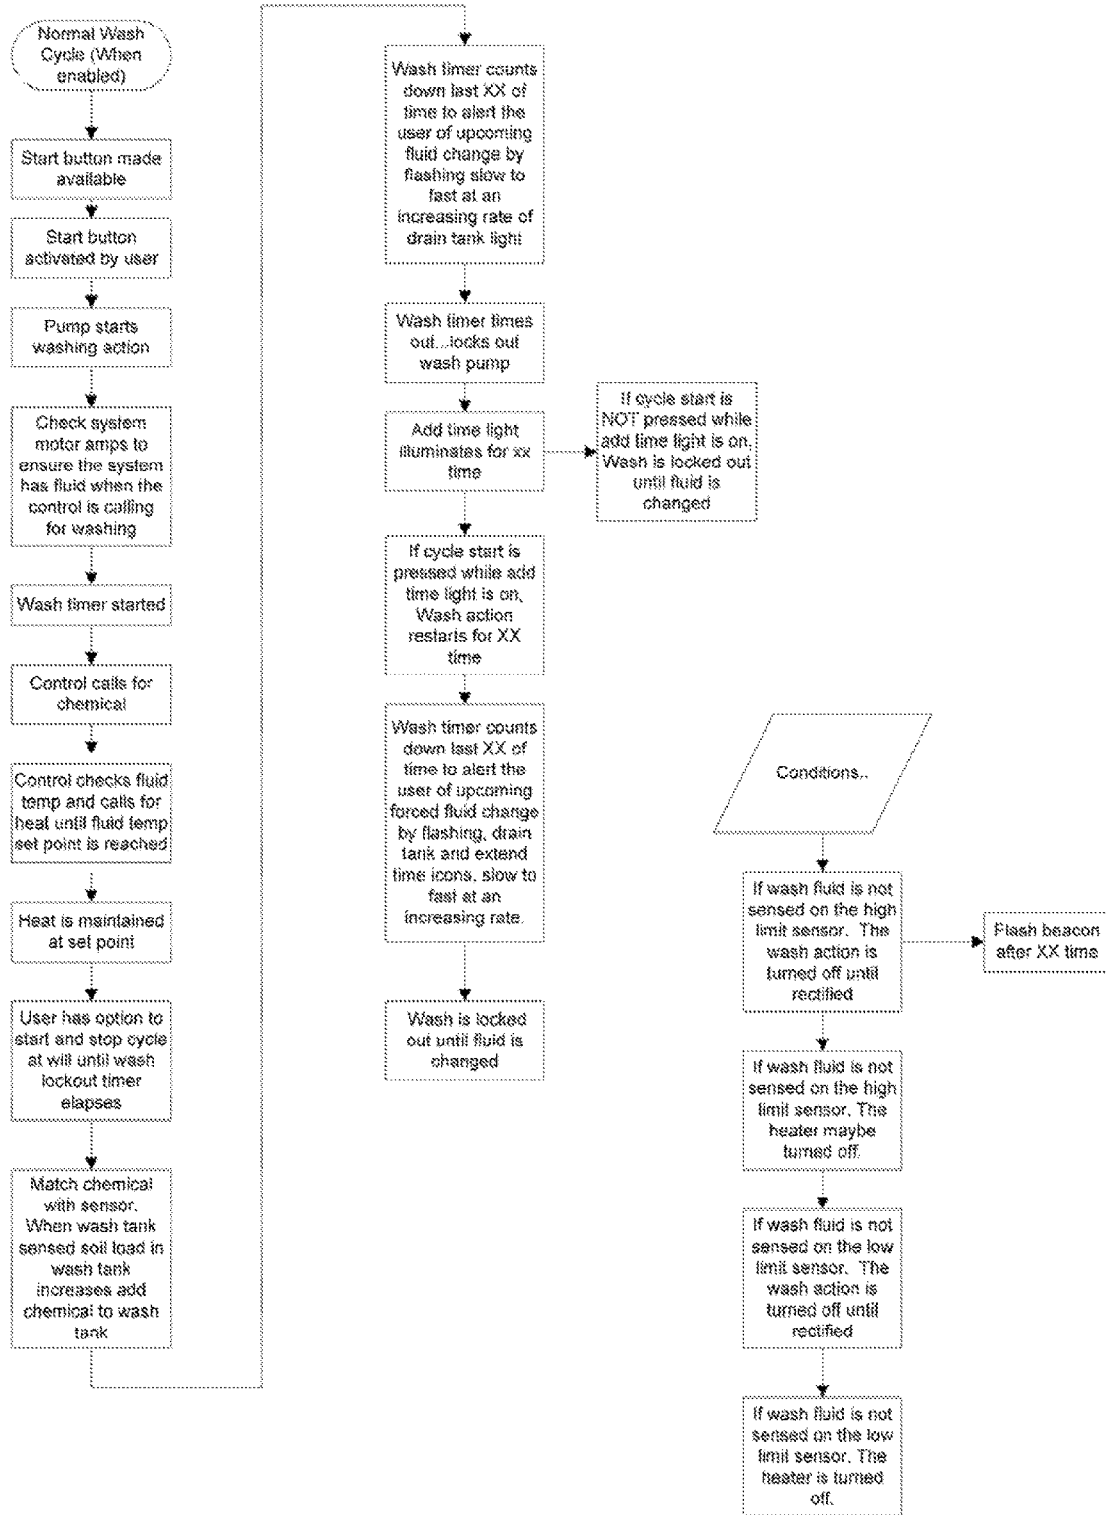 Normal Wash
Cycle (When
enabled)
Start button made
available
Start button
activated by user
Pump starts
washing action
Check system
motor amps to
ensure the system
has fluid when the
control is calling
for washing
Wash timer started
Control calls for
chemical
Control checks fluid
temp and calls for
heat until fluid temp
set point is reached
Heat is maintained
at set point
User has option to
start and stop cycle
at will until wash
lockout timer
elapses
Match chemical
with sensor.
When wash tank
sensed soil load in
wash tank
increases add
chemical to wash
tank
Wash timer counts
down last XX of
time to alert the
user of upcoming
fluid change by
flashing slow to
fast at an
increasing rate of
drain tank light
Wash timer times
out...locks out
wash pump
Add time light
illuminates for xx
time
If cycle start is
NOT pressed while
add time light is on,
Wash is locked out
until fluid is
changed
If cycle start is
pressed while add
time light is on,
Wash action
restarts for XX
time
Wash timer counts
down last XX of
time to alert the
user of upcoming
forced fluid change
by flashing, drain
tank and extend
time icons, slow to
fast at an
increasing rate.
Wash is locked
out until fluid is
changed
Conditions..
If wash fluid is not
sensed on the high
limit sensor. The
wash action is
turned off until
rectified
Flash beacon
after XX time
If wash fluid is not
sensed on the high
limit sensor. The
heater maybe
turned off.
If wash fluid is not
sensed on the low
limit sensor. The
wash action is
turned off until
rectified
If wash fluid is not
sensed on the low
limit sensor. The
heater is turned
off.